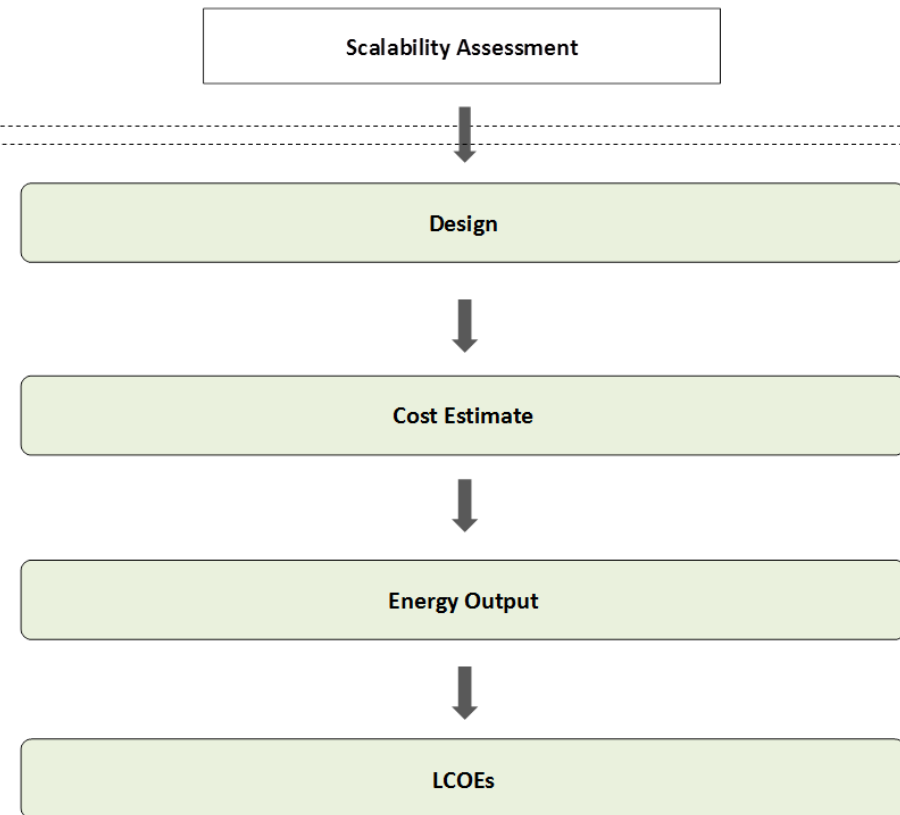 Scalability Assessment
Design
Cost Estimate
Energy Output
LCOEs